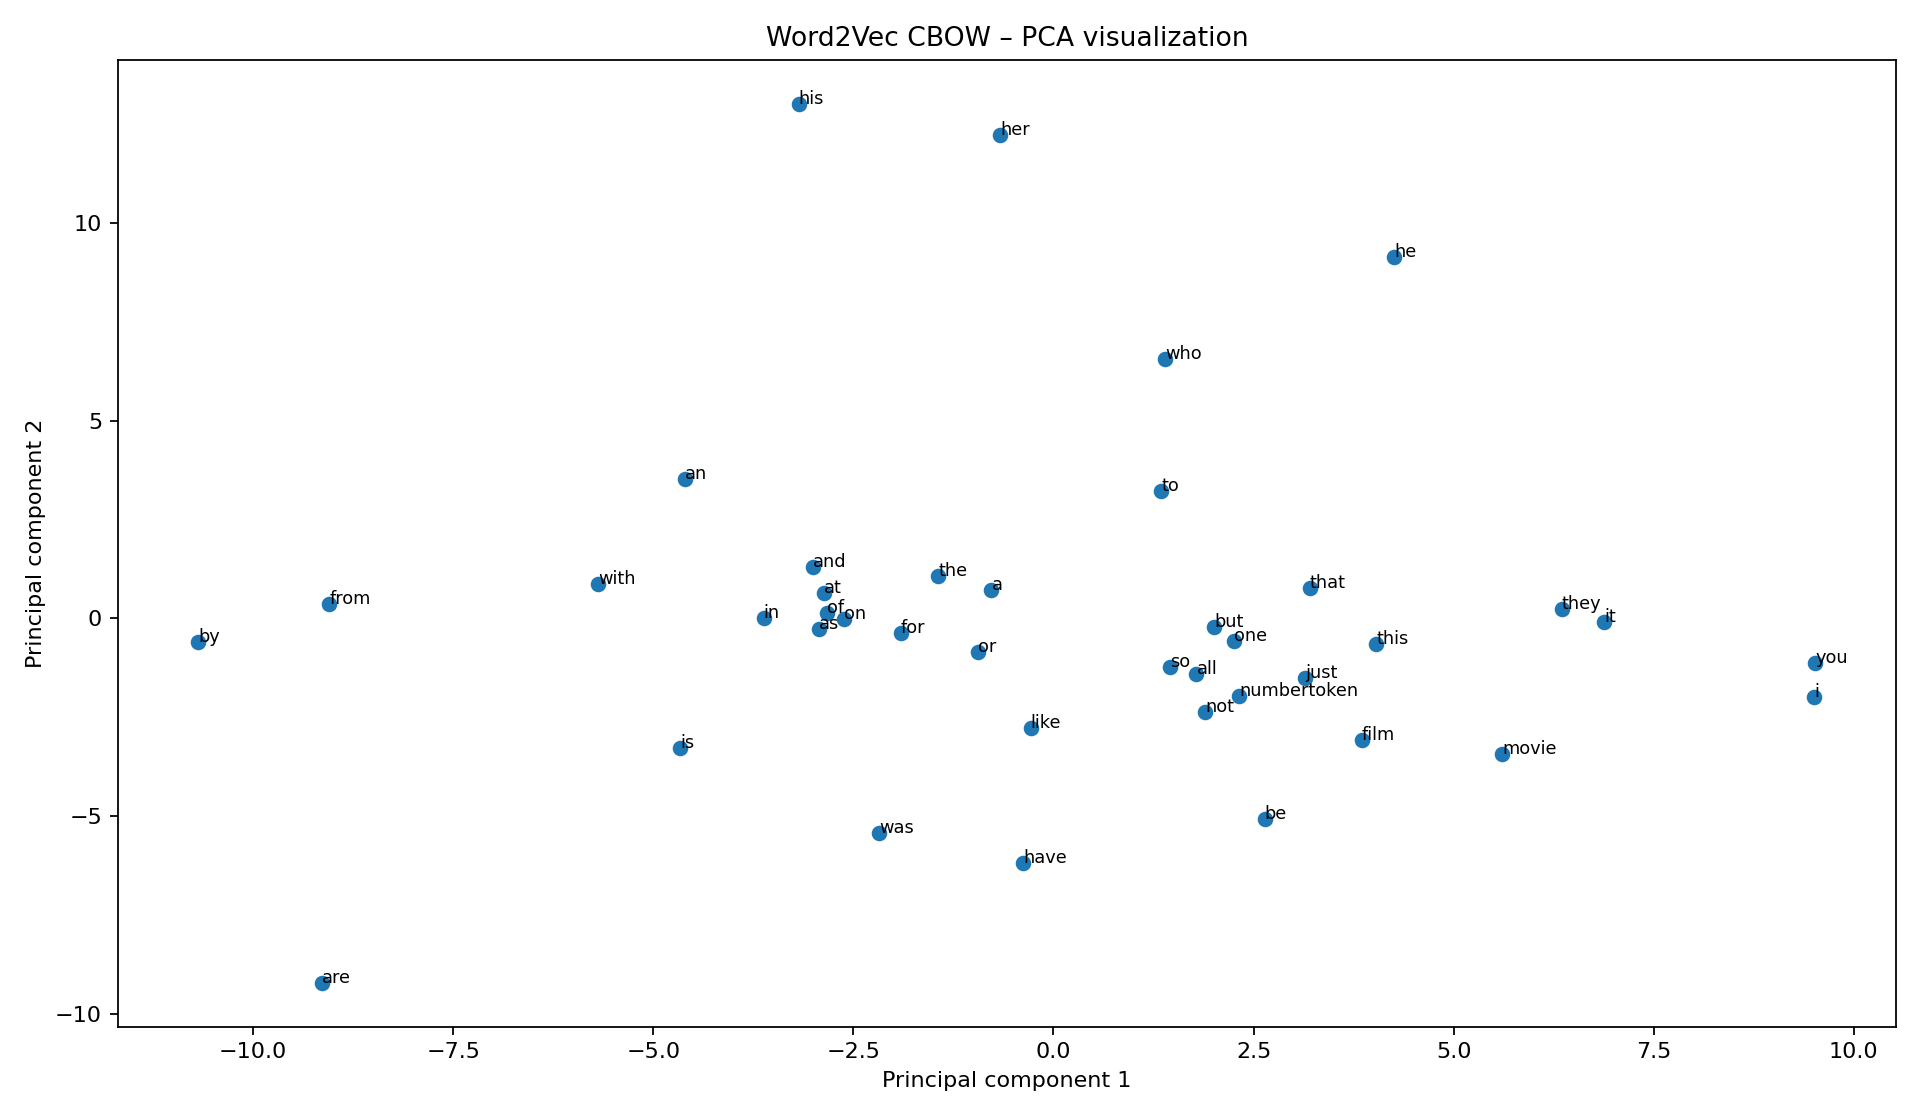 Word2Vec CBOW – PCA visualization
his
her
he
who
an
to
and
the
with
at
a
that
from
of
on
they
in
as
it
by
for
but
one
this
or
so
all
just
you
numbertoken
i
not
like
film
is
movie
be
was
have
are
10
5
0
−5
−10
Principal component 2
−10.0
−7.5
−5.0
−2.5
0.0
2.5
5.0
7.5
10.0
Principal component 1